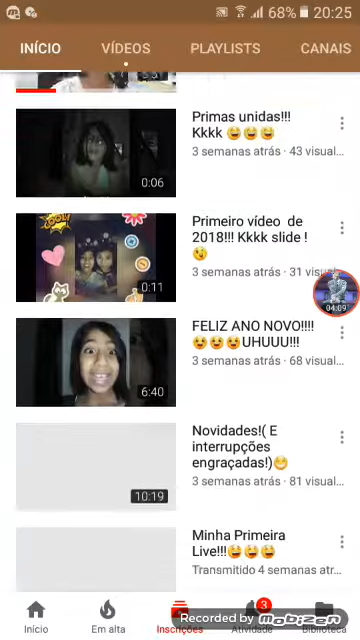 68% 20:25
INÍCIO VÍDEOS PLAYLISTS CANAIS
Primas unidas!!!
Kkkk 😄😄😄
3 semanas atrás · 43 visual...
0:06
Primeiro vídeo de
2018!!! Kkkk slide !
😉
3 semanas atrás · 31 visu
0:11
04:09
FELIZ ANO NOVO!!!!
😉😉😉UHUUU!!!
3 semanas atrás · 68 visual...
6:40
Novidades!( E
interrupções
engraçadas!)😁
3 semanas atrás · 81 visual...
10:19
Minha Primeira
Live!!!😄😄😄
Transmitido 4 semanas atr...
3
Início Em alta Inscrições Atividade Biblioteca
Recorded by mobizen